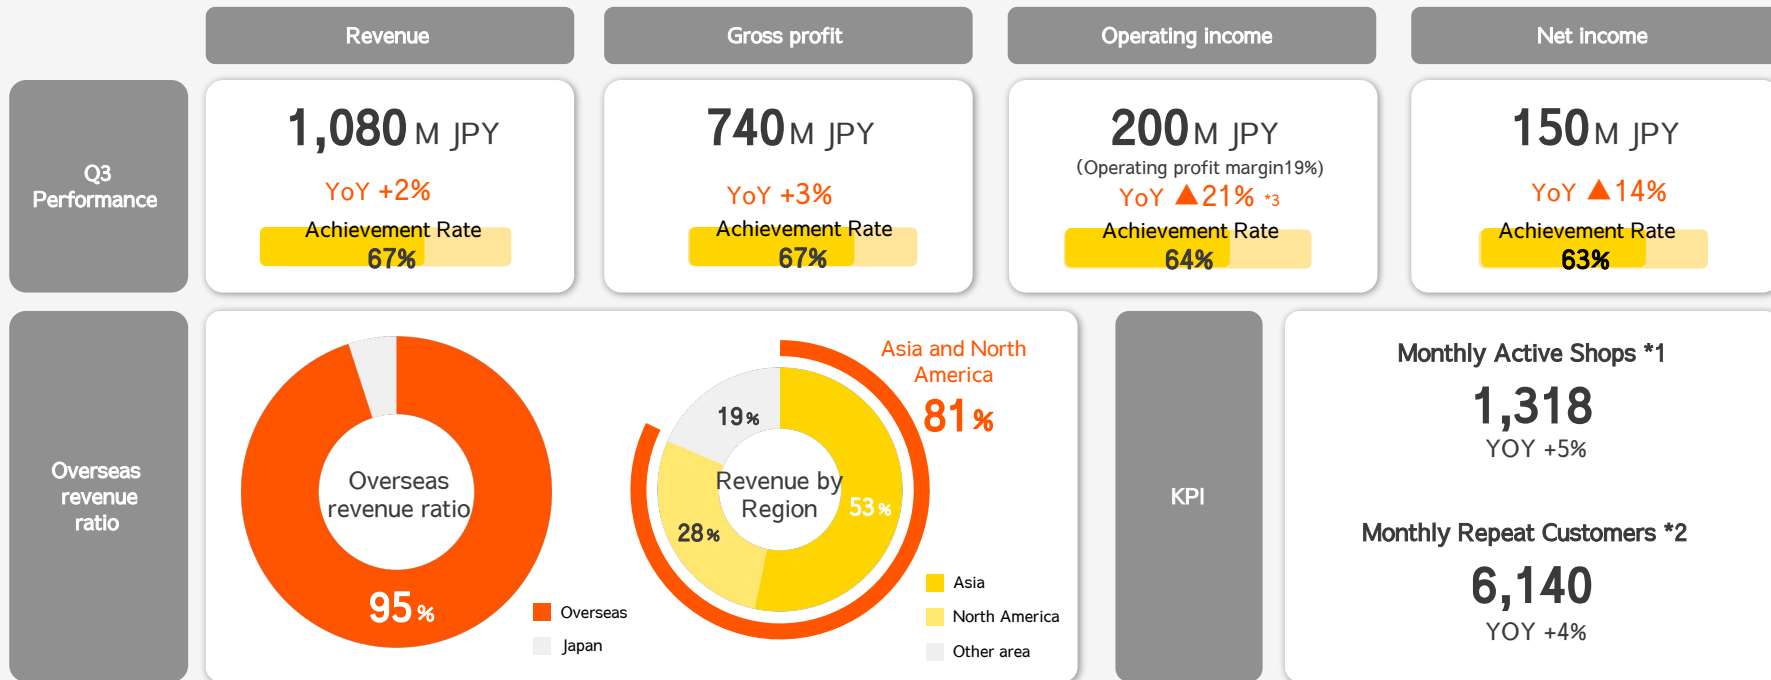 Revenue
Gross profit
Operating income
Net income
Q3
Performance
1,080 M JPY
YoY +2%
Achievement Rate
67%
740 M JPY
YoY +3%
Achievement Rate
67%
200 M JPY
(Operating profit margin19%)
YoY ▲21% *3
Achievement Rate
64%
150 M JPY
YoY ▲14%
Achievement Rate
63%
Overseas
revenue
ratio
Overseas
revenue ratio
95%
Overseas
Japan
Asia and North
America
81%
19%
Revenue by
Region
53%
28%
Asia
North America
Other area
KPI
Monthly Active Shops *1
1,318
YOY +5%
Monthly Repeat Customers *2
6,140
YOY +4%